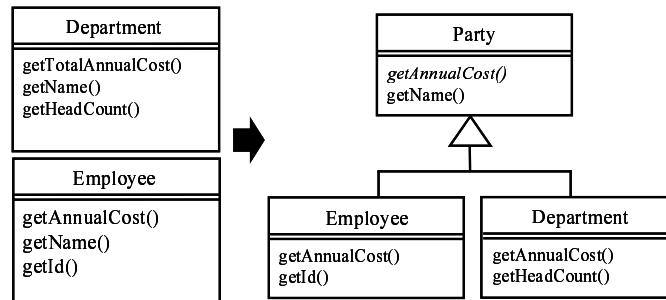 Department
getTotalAnnualCost()
getName()
getHeadCount()
Employee
getAnnualCost()
getName()
getId()
Party
getAnnualCost()
getName()
Employee
getAnnualCost()
getId()
Department
getAnnualCost()
getHeadCount()